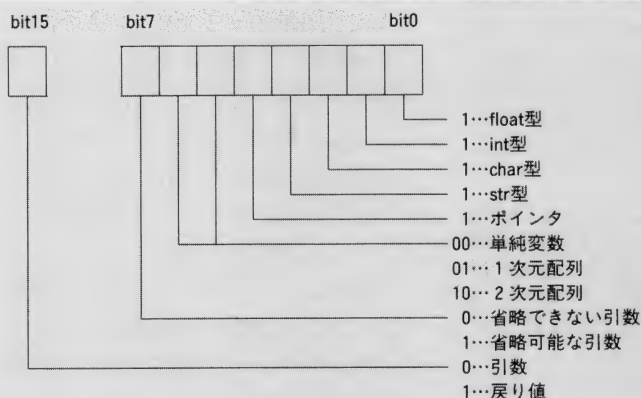 bit15 bit7 bit0
1…float型
1…int型
1…char型
1…str型
1…ポインタ
00…単純変数
01…1次元配列
10…2次元配列
0…省略できない引数
1…省略可能な引数
0…引数
1…戻り値